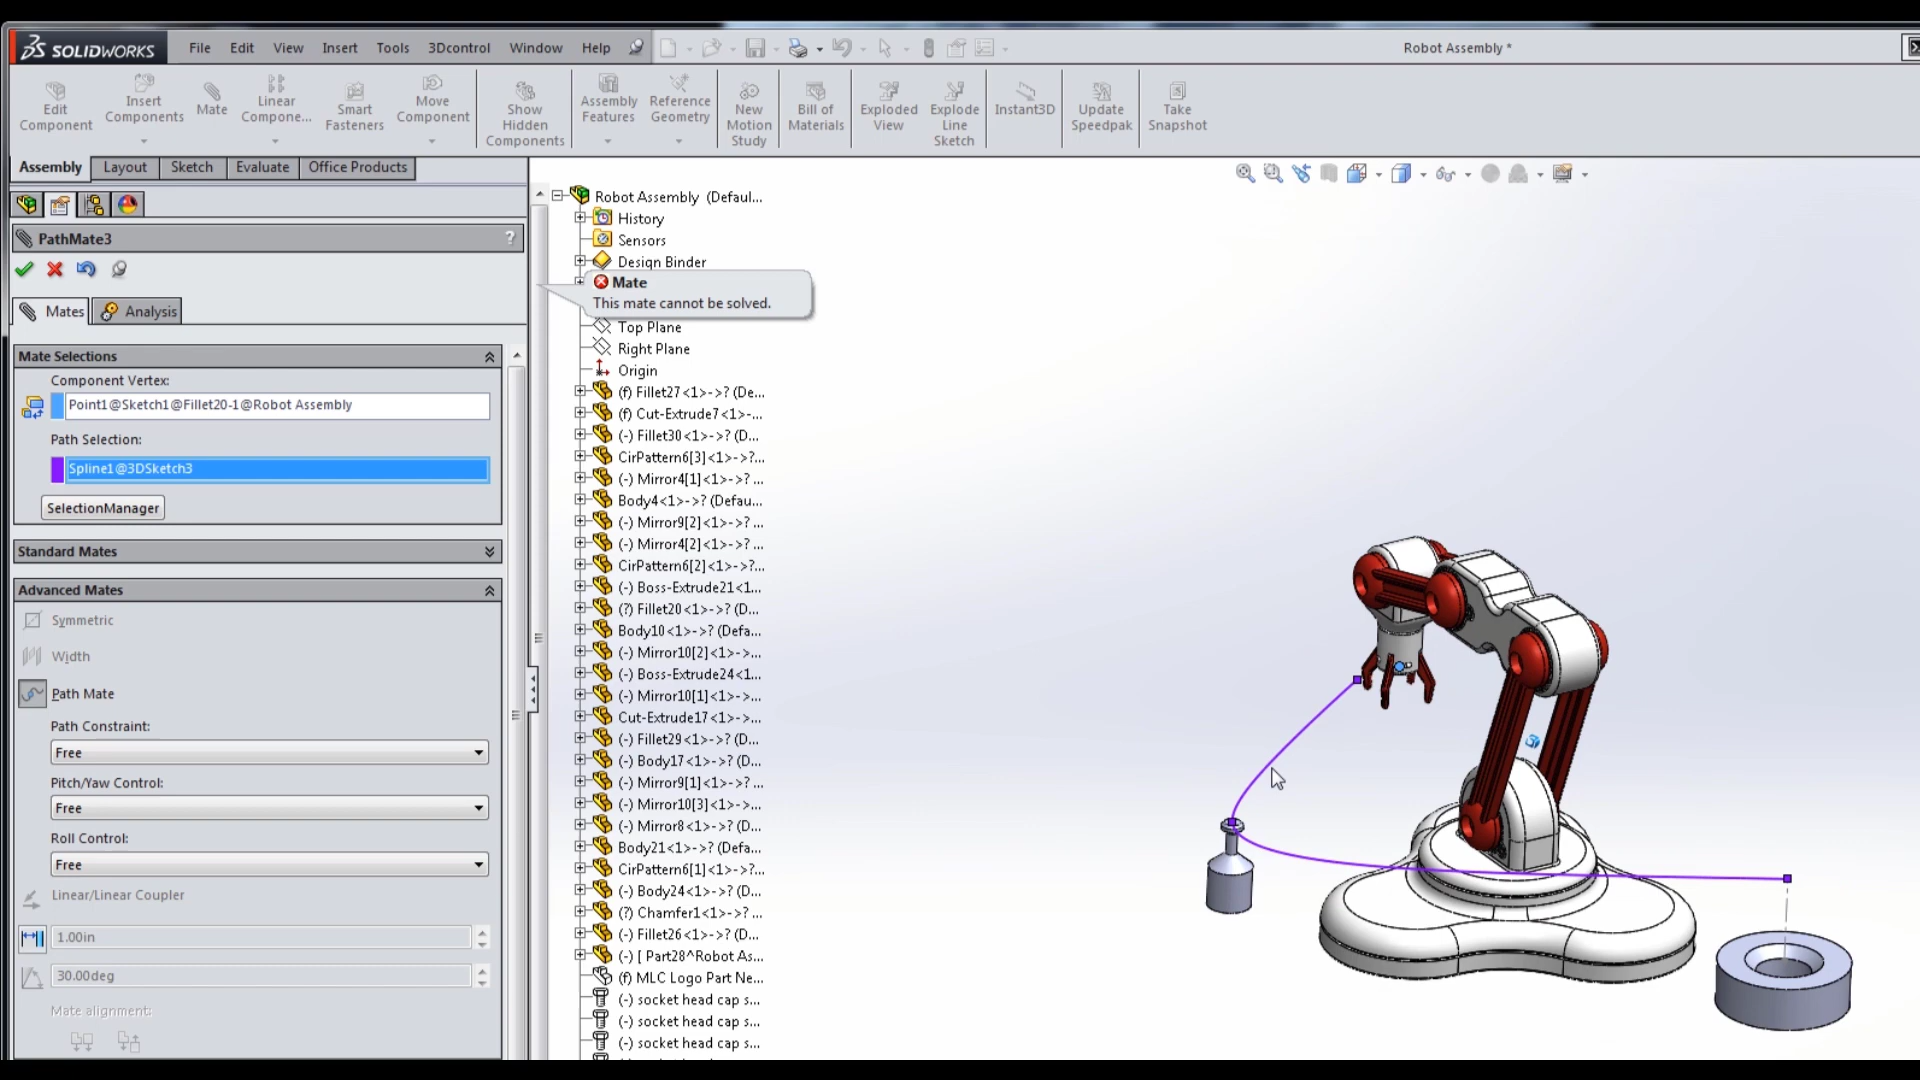 SOLIDWORKS File Edit View Insert Tools 3Dcontrol Window Help Robot Assembly *
Edit Component
Insert Components
Mate
Linear Compone...
Smart Fasteners
Move Component
Show Hidden Components
Assembly Features
Reference Geometry
New Motion Study
Bill of Materials
Exploded View
Explode Line Sketch
Instant3D
Update Speedpak
Take Snapshot
Assembly Layout Sketch Evaluate Office Products
PathMate3 ?
Mates Analysis
Mate Selections
Component Vertex:
Point1@Sketch1@Fillet20-1@Robot Assembly
Path Selection:
Spline1@3DSketch3
SelectionManager
Standard Mates
Advanced Mates
Symmetric
Width
Path Mate
Path Constraint:
Free
Pitch/Yaw Control:
Free
Roll Control:
Free
Linear/Linear Coupler
1.00in
30.00deg
Mate alignment:
Robot Assembly (Defaul...
History
Sensors
Design Binder
Mate
This mate cannot be solved.
Top Plane
Right Plane
Origin
(f) Fillet27<1>->? (De...
(f) Cut-Extrude7<1>-...
(-) Fillet30<1>->? (D...
CirPattern6[3]<1>->?...
(-) Mirror4[1]<1>->? ...
Body4<1>->? (Defau...
(-) Mirror9[2]<1>->? ...
(-) Mirror4[2]<1>->? ...
CirPattern6[2]<1>->?...
(-) Boss-Extrude21<1...
(?) Fillet20<1>->? (D...
Body10<1>->? (Defa...
(-) Mirror10[2]<1>->...
(-) Boss-Extrude24<1...
(-) Mirror10[1]<1>->...
Cut-Extrude17<1>->...
(-) Fillet29<1>->? (D...
(-) Body17<1>->? (D...
(-) Mirror9[1]<1>->? ...
(-) Mirror10[3]<1>->...
(-) Mirror8<1>->? (D...
Body21<1>->? (Defa...
CirPattern6[1]<1>->?...
(-) Body24<1>->? (D...
(?) Chamfer1<1>->? ...
(-) Fillet26<1>->? (D...
(-) [ Part28^Robot As...
(f) MLC Logo Part Ne...
(-) socket head cap s...
(-) socket head cap s...
(-) socket head cap s...